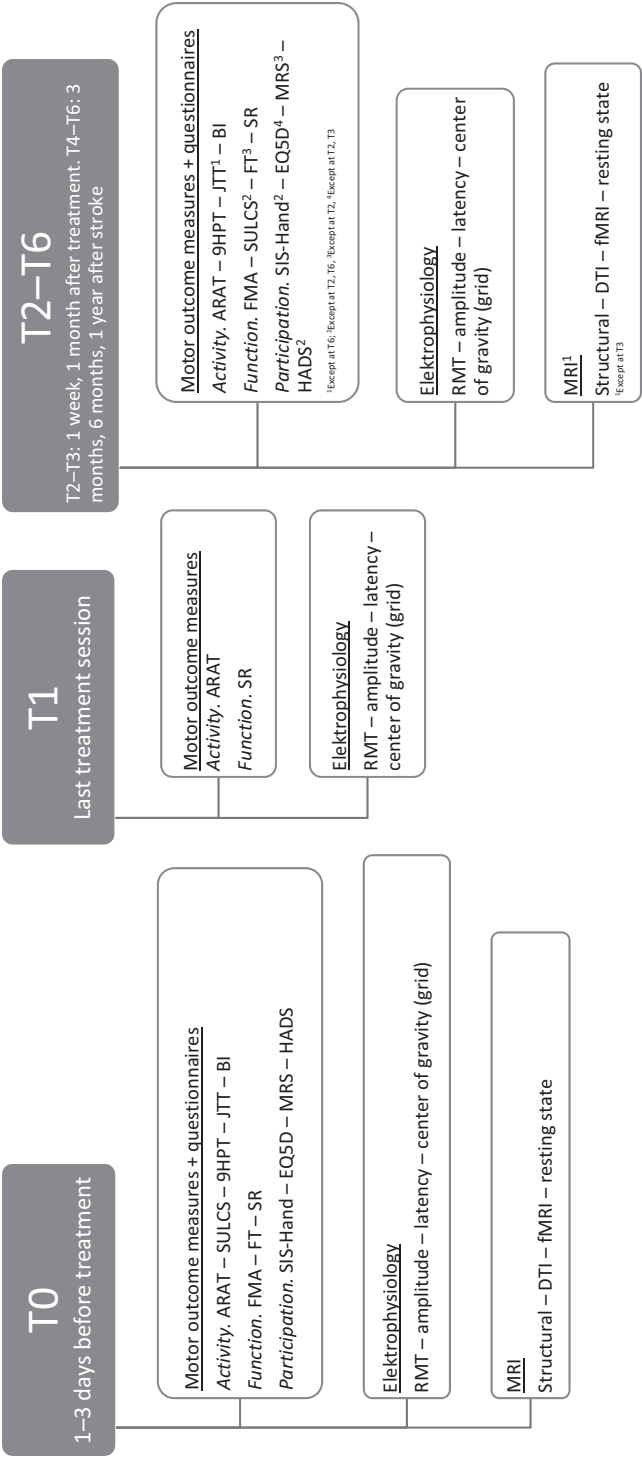 T0
1–3 days before treatment
Motor outcome measures + questionnaires
Activity. ARAT – SULCS – 9HPT – JTT – BI
Function. FMA – FT – SR
Participation. SIS-Hand – EQ5D – MRS – HADS
Elektrophysiology
RMT – amplitude – latency – center of gravity (grid)
MRI
Structural – DTI – fMRI – resting state
T1
Last treatment session
Motor outcome measures
Activity. ARAT
Function. SR
Elektrophysiology
RMT – amplitude – latency –
center of gravity (grid)
T2–T6
T2–T3: 1 week, 1 month after treatment. T4–T6: 3
months, 6 months, 1 year after stroke
Motor outcome measures + questionnaires
Activity. ARAT – 9HPT – JTT¹ – BI
Function. FMA – SULCS² – FT³ – SR
Participation. SIS-Hand² – EQ5D⁴ – MRS³ –
HADS²
¹Except at T6; ²Except at T2, T6, ³Except at T2, ⁴Except at T2, T3
Elektrophysiology
RMT – amplitude – latency – center
of gravity (grid)
MRI¹
Structural – DTI – fMRI – resting state
¹Except at T3